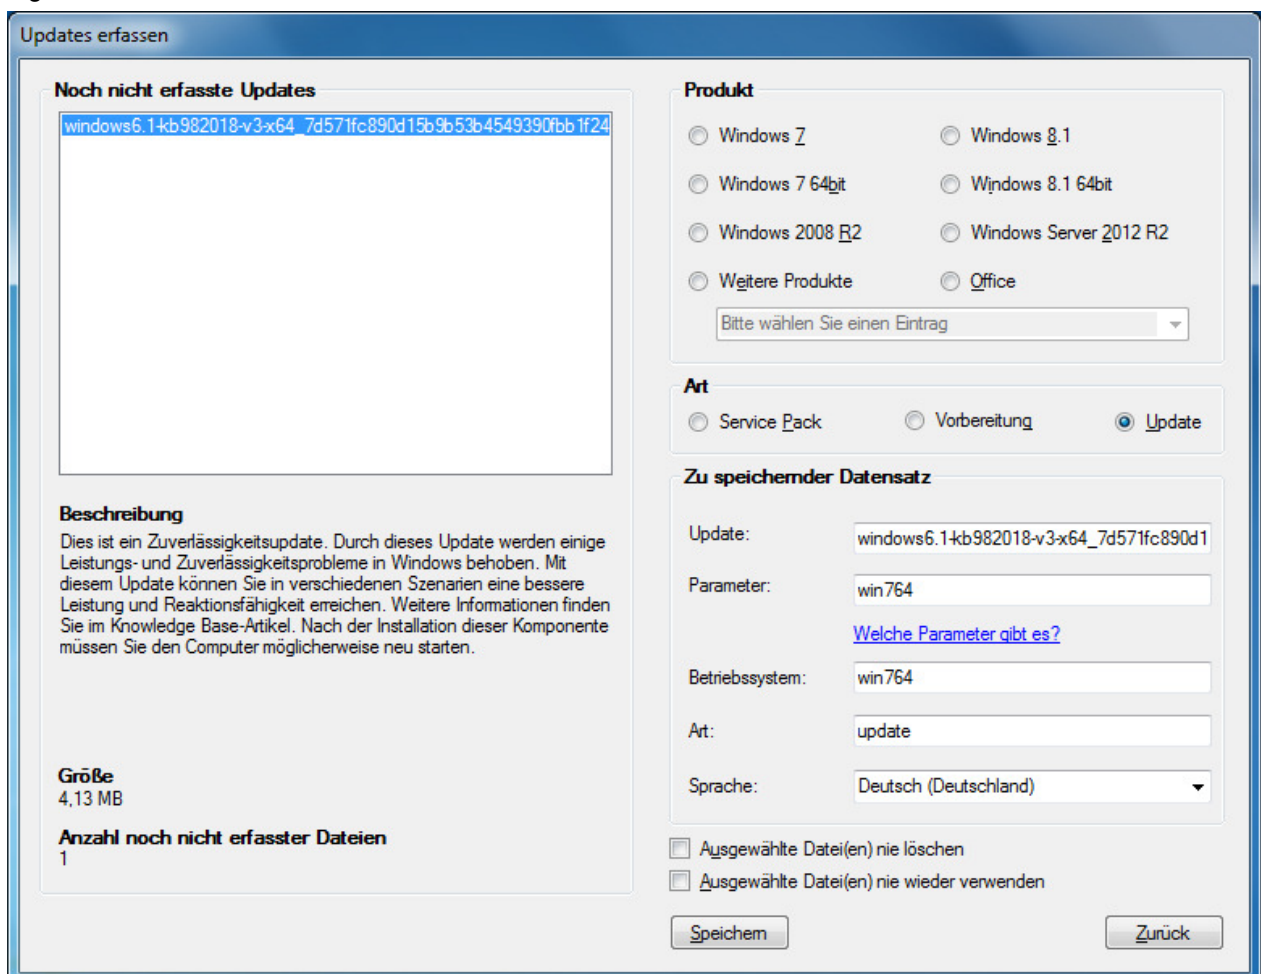 Updates erfassen
Noch nicht erfasste Updates
windows6.1-kb982018-v3-x64_7d571fc890d15b9b53b4549390fbb1f24
Beschreibung
Dies ist ein Zuverlässigkeitsupdate. Durch dieses Update werden einige
Leistungs- und Zuverlässigkeitsprobleme in Windows behoben. Mit
diesem Update können Sie in verschiedenen Szenarien eine bessere
Leistung und Reaktionsfähigkeit erreichen. Weitere Informationen finden
Sie im Knowledge Base-Artikel. Nach der Installation dieser Komponente
müssen Sie den Computer möglicherweise neu starten.
Größe
4,13 MB
Anzahl noch nicht erfasster Dateien
1
Produkt
Windows 7
Windows 8.1
Windows 7 64bit
Windows 8.1 64bit
Windows 2008 R2
Windows Server 2012 R2
Weitere Produkte
Office
Bitte wählen Sie einen Eintrag
Art
Service Pack
Vorbereitung
Update
Zu speichernder Datensatz
Update:
windows6.1-kb982018-v3-x64_7d571fc890d1
Parameter:
win764
Welche Parameter gibt es?
Betriebssystem:
win764
Art:
update
Sprache:
Deutsch (Deutschland)
Ausgewählte Datei(en) nie löschen
Ausgewählte Datei(en) nie wieder verwenden
Speichern
Zurück